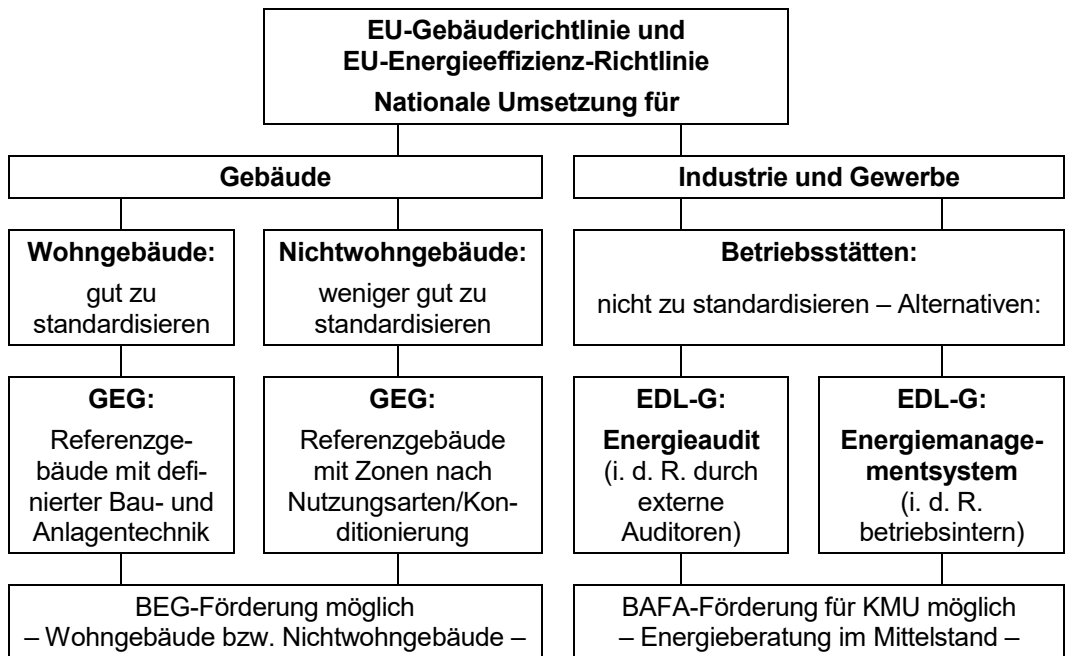 EU-Gebäuderichtlinie und
EU-Energieeffizienz-Richtlinie
Nationale Umsetzung für
Gebäude
Industrie und Gewerbe
Wohngebäude:
gut zu
standardisieren
Nichtwohngebäude:
weniger gut zu
standardisieren
Betriebsstätten:
nicht zu standardisieren – Alternativen:
GEG:
Referenzge-
bäude mit defi-
nierter Bau- und
Anlagentechnik
GEG:
Referenzgebäude
mit Zonen nach
Nutzungsarten/Kon-
ditionierung
EDL-G:
Energieaudit
(i. d. R. durch
externe
Auditoren)
EDL-G:
Energiemanage-
mentsystem
(i. d. R.
betriebsintern)
BEG-Förderung möglich
– Wohngebäude bzw. Nichtwohngebäude –
BAFA-Förderung für KMU möglich
– Energieberatung im Mittelstand –